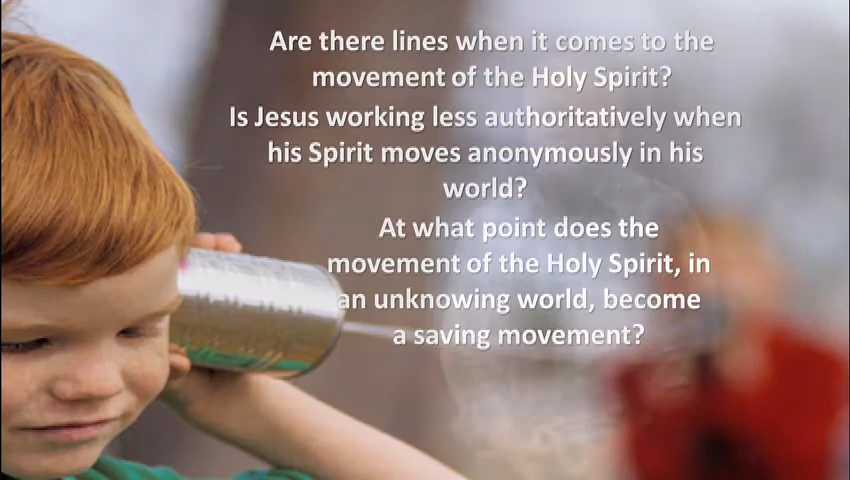 Are there lines when it comes to the
movement of the Holy Spirit?
Is Jesus working less authoritatively when
his Spirit moves anonymously in his
world?
At what point does the
movement of the Holy Spirit, in
an unknowing world, become
a saving movement?